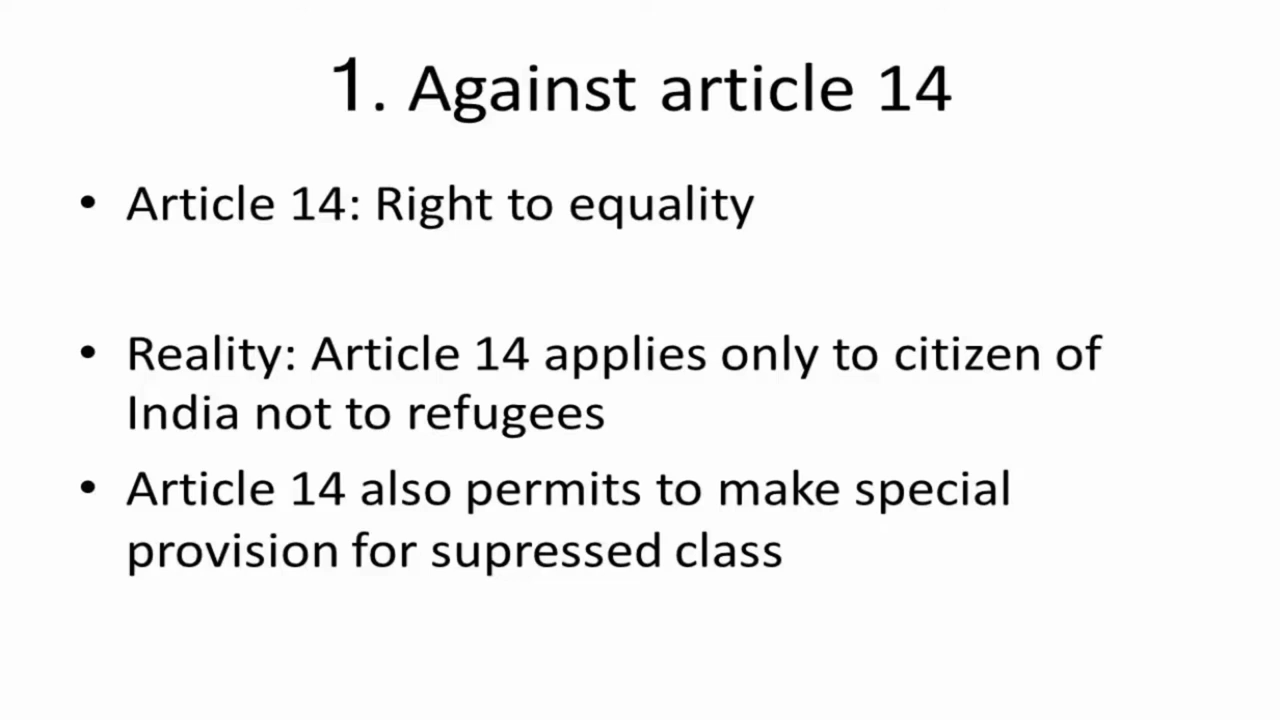 1. Against article 14
• Article 14: Right to equality
• Reality: Article 14 applies only to citizen of
India not to refugees
• Article 14 also permits to make special
provision for supressed class